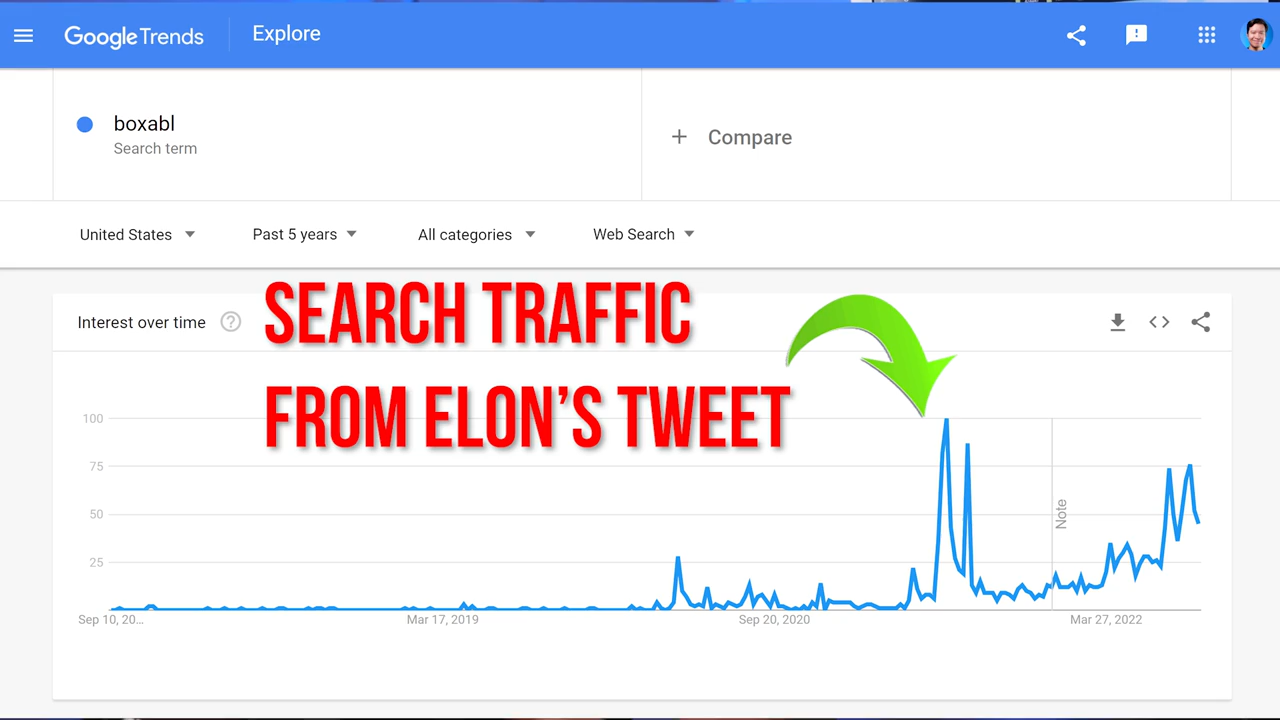 Google Trends
Explore
boxabl
Search term
+ Compare
United States
Past 5 years
All categories
Web Search
Interest over time ?
SEARCH TRAFFIC
FROM ELON'S TWEET
100
75
50
25
Note
Sep 10, 20...
Mar 17, 2019
Sep 20, 2020
Mar 27, 2022